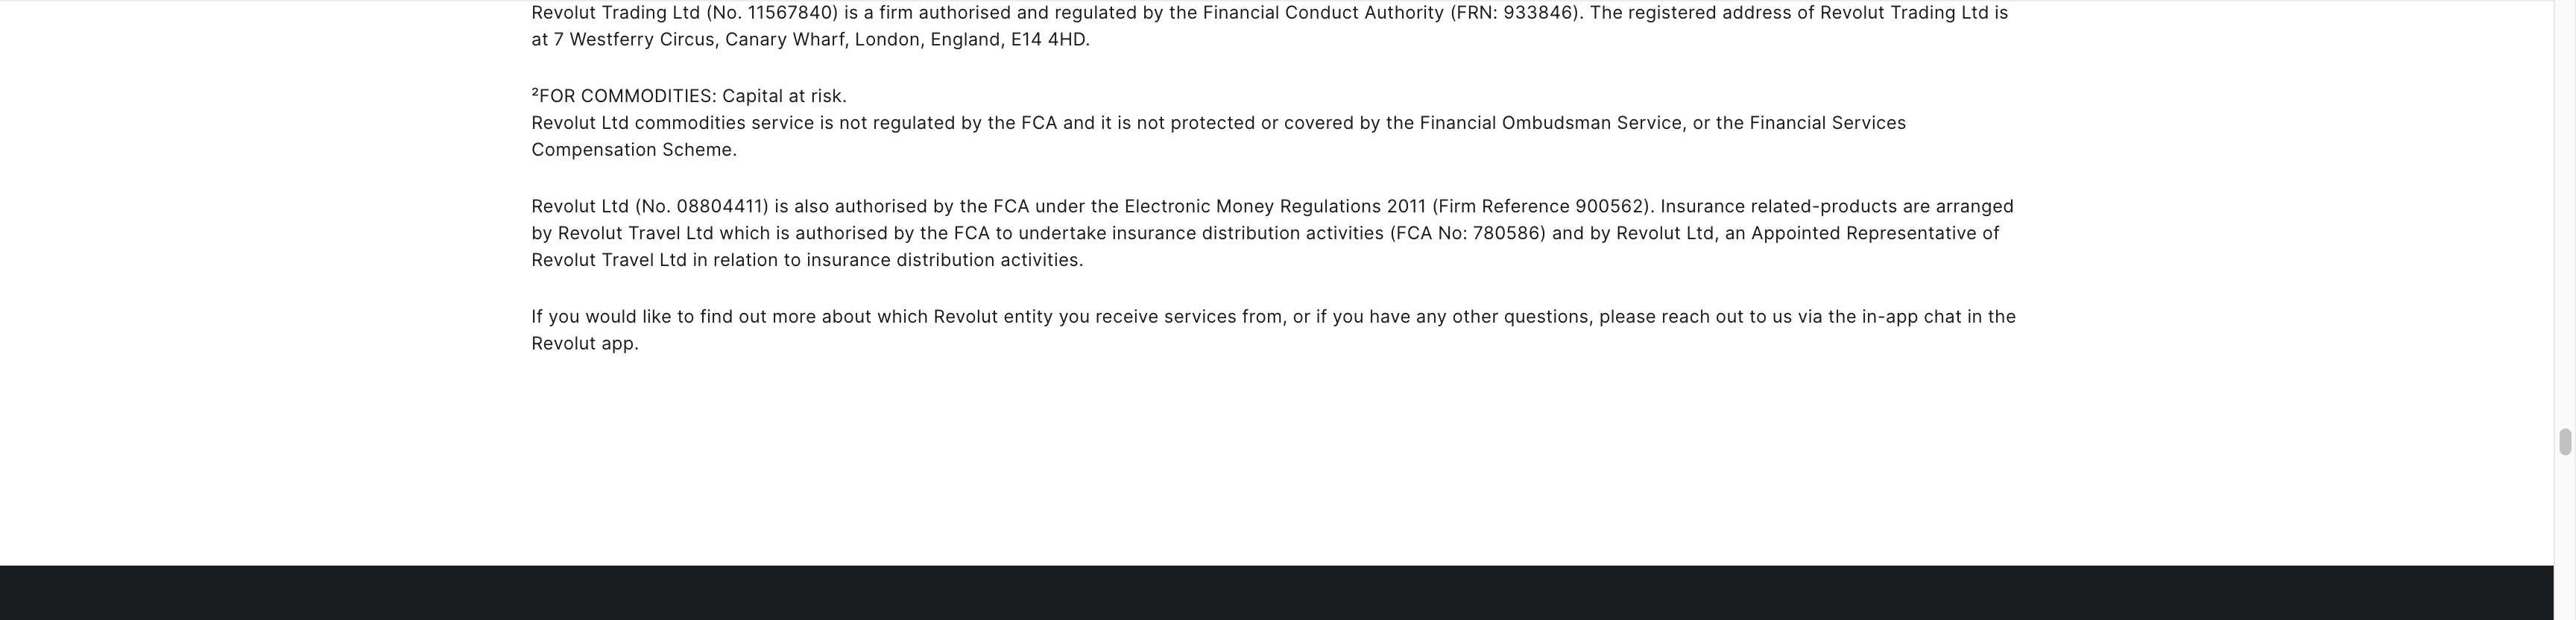 Revolut Trading Ltd (No. 11567840) is a firm authorised and regulated by the Financial Conduct Authority (FRN: 933846). The registered address of Revolut Trading Ltd is
at 7 Westferry Circus, Canary Wharf, London, England, E14 4HD.
²FOR COMMODITIES: Capital at risk.
Revolut Ltd commodities service is not regulated by the FCA and it is not protected or covered by the Financial Ombudsman Service, or the Financial Services
Compensation Scheme.
Revolut Ltd (No. 08804411) is also authorised by the FCA under the Electronic Money Regulations 2011 (Firm Reference 900562). Insurance related-products are arranged
by Revolut Travel Ltd which is authorised by the FCA to undertake insurance distribution activities (FCA No: 780586) and by Revolut Ltd, an Appointed Representative of
Revolut Travel Ltd in relation to insurance distribution activities.
If you would like to find out more about which Revolut entity you receive services from, or if you have any other questions, please reach out to us via the in-app chat in the
Revolut app.